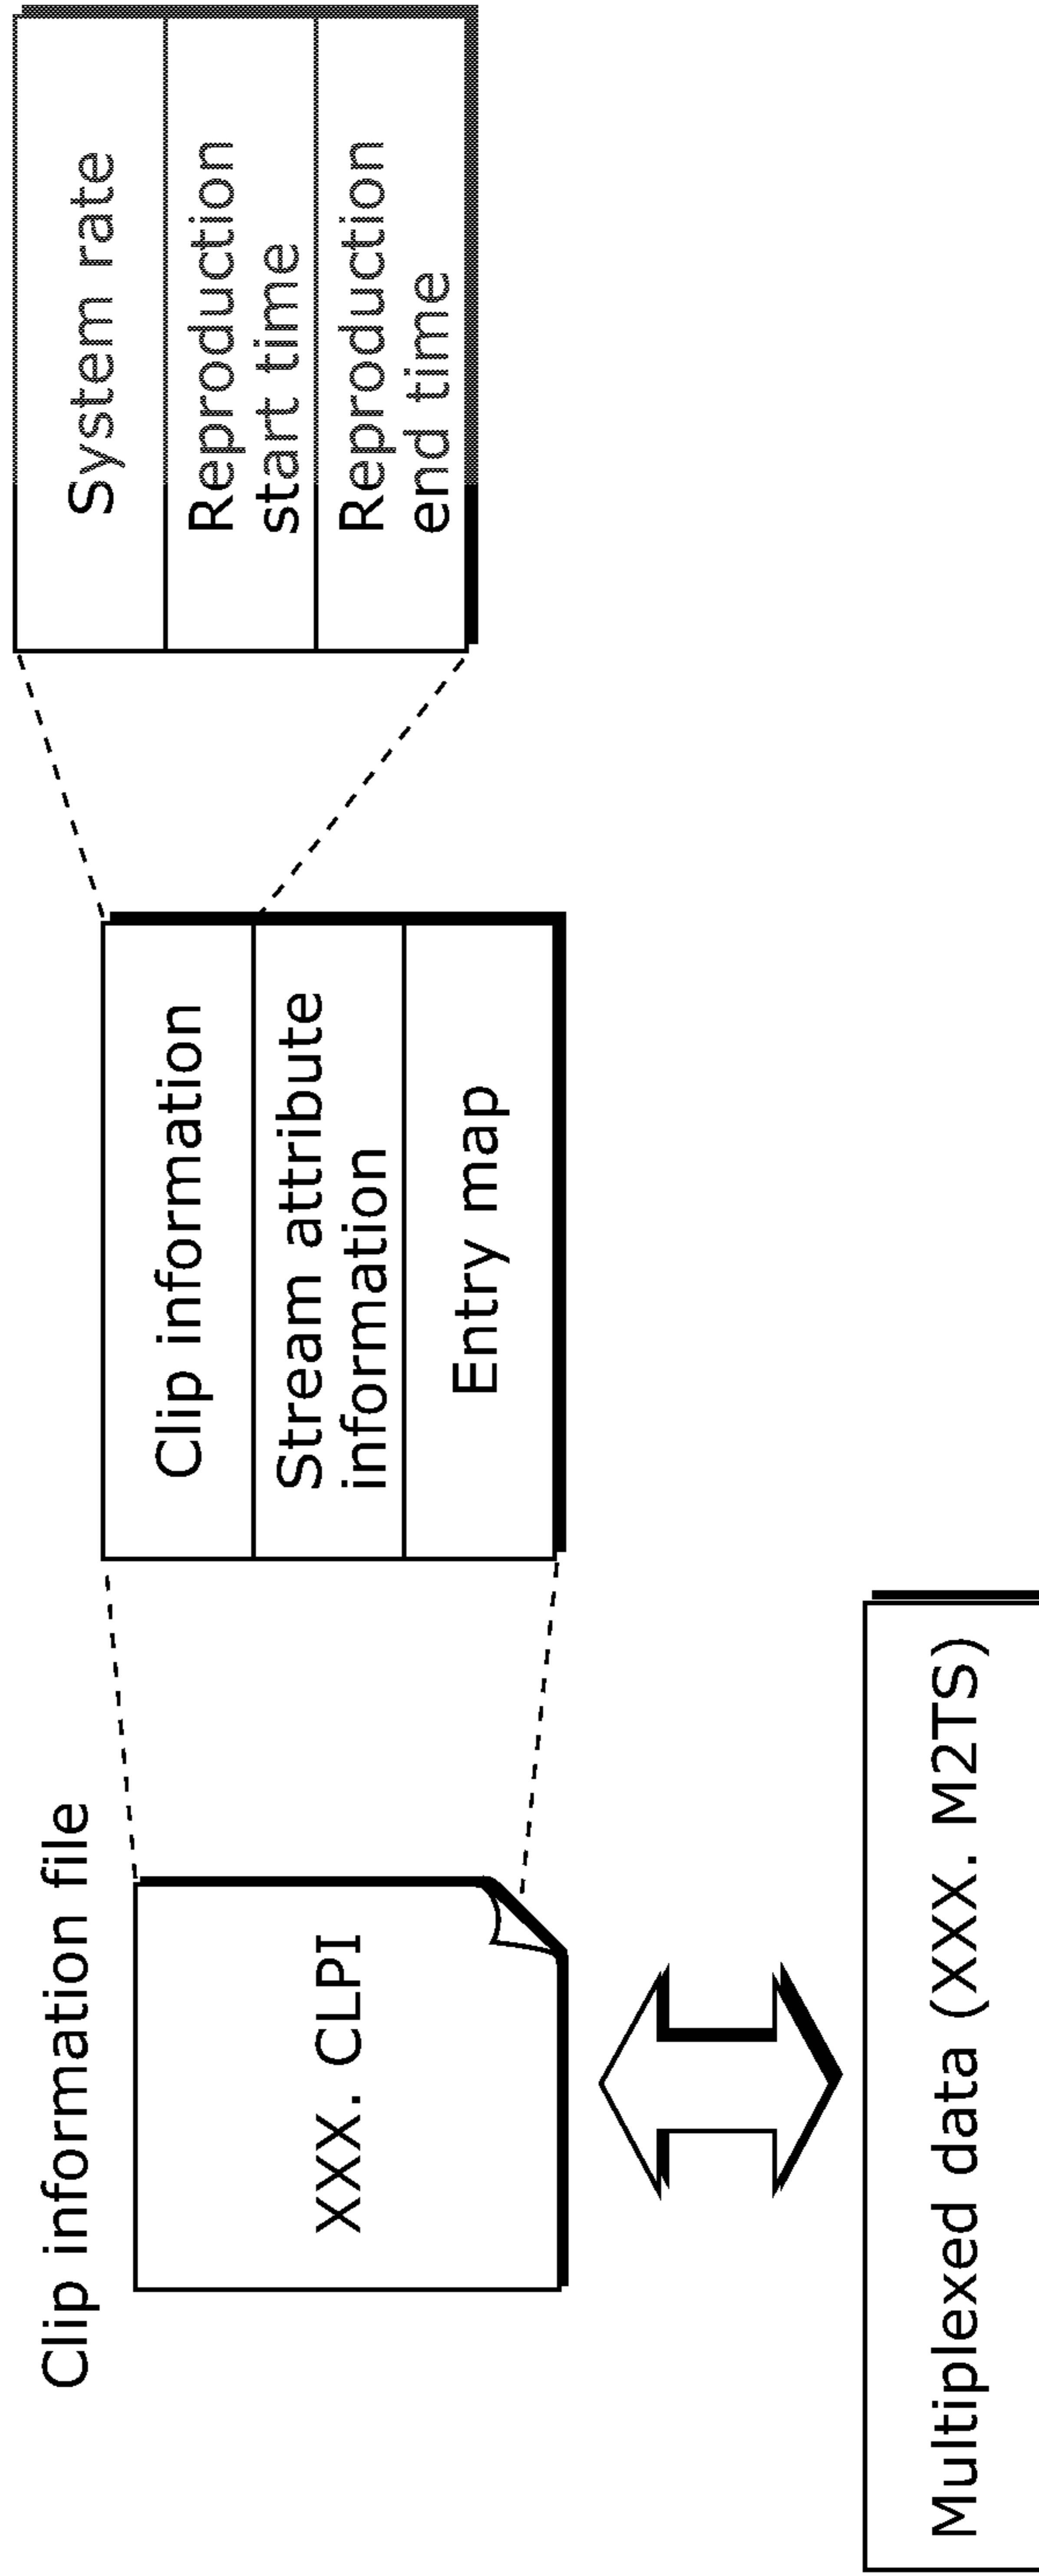 Clip information file
XXX. CLPI
Clip information
Stream attribute
information
Entry map
System rate
Reproduction
start time
Reproduction
end time
Multiplexed data (XXX. M2TS)